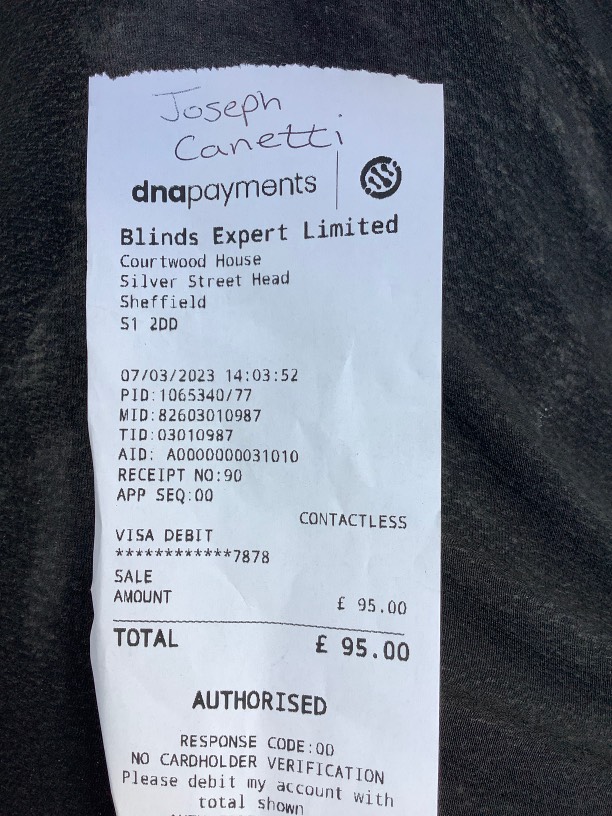 Joseph
Canetti
dnapayments
Blinds Expert Limited
Courtwood House
Silver Street Head
Sheffield
S1 2DD
07/03/2023 14:03:52
PID:1065340/77
MID:82603010987
TID:03010987
AID: A0000000031010
RECEIPT NO:90
APP SEQ:00
CONTACTLESS
VISA DEBIT
************7878
SALE
AMOUNT £ 95.00
TOTAL £ 95.00
AUTHORISED
RESPONSE CODE:00
NO CARDHOLDER VERIFICATION
Please debit my account with
total shown